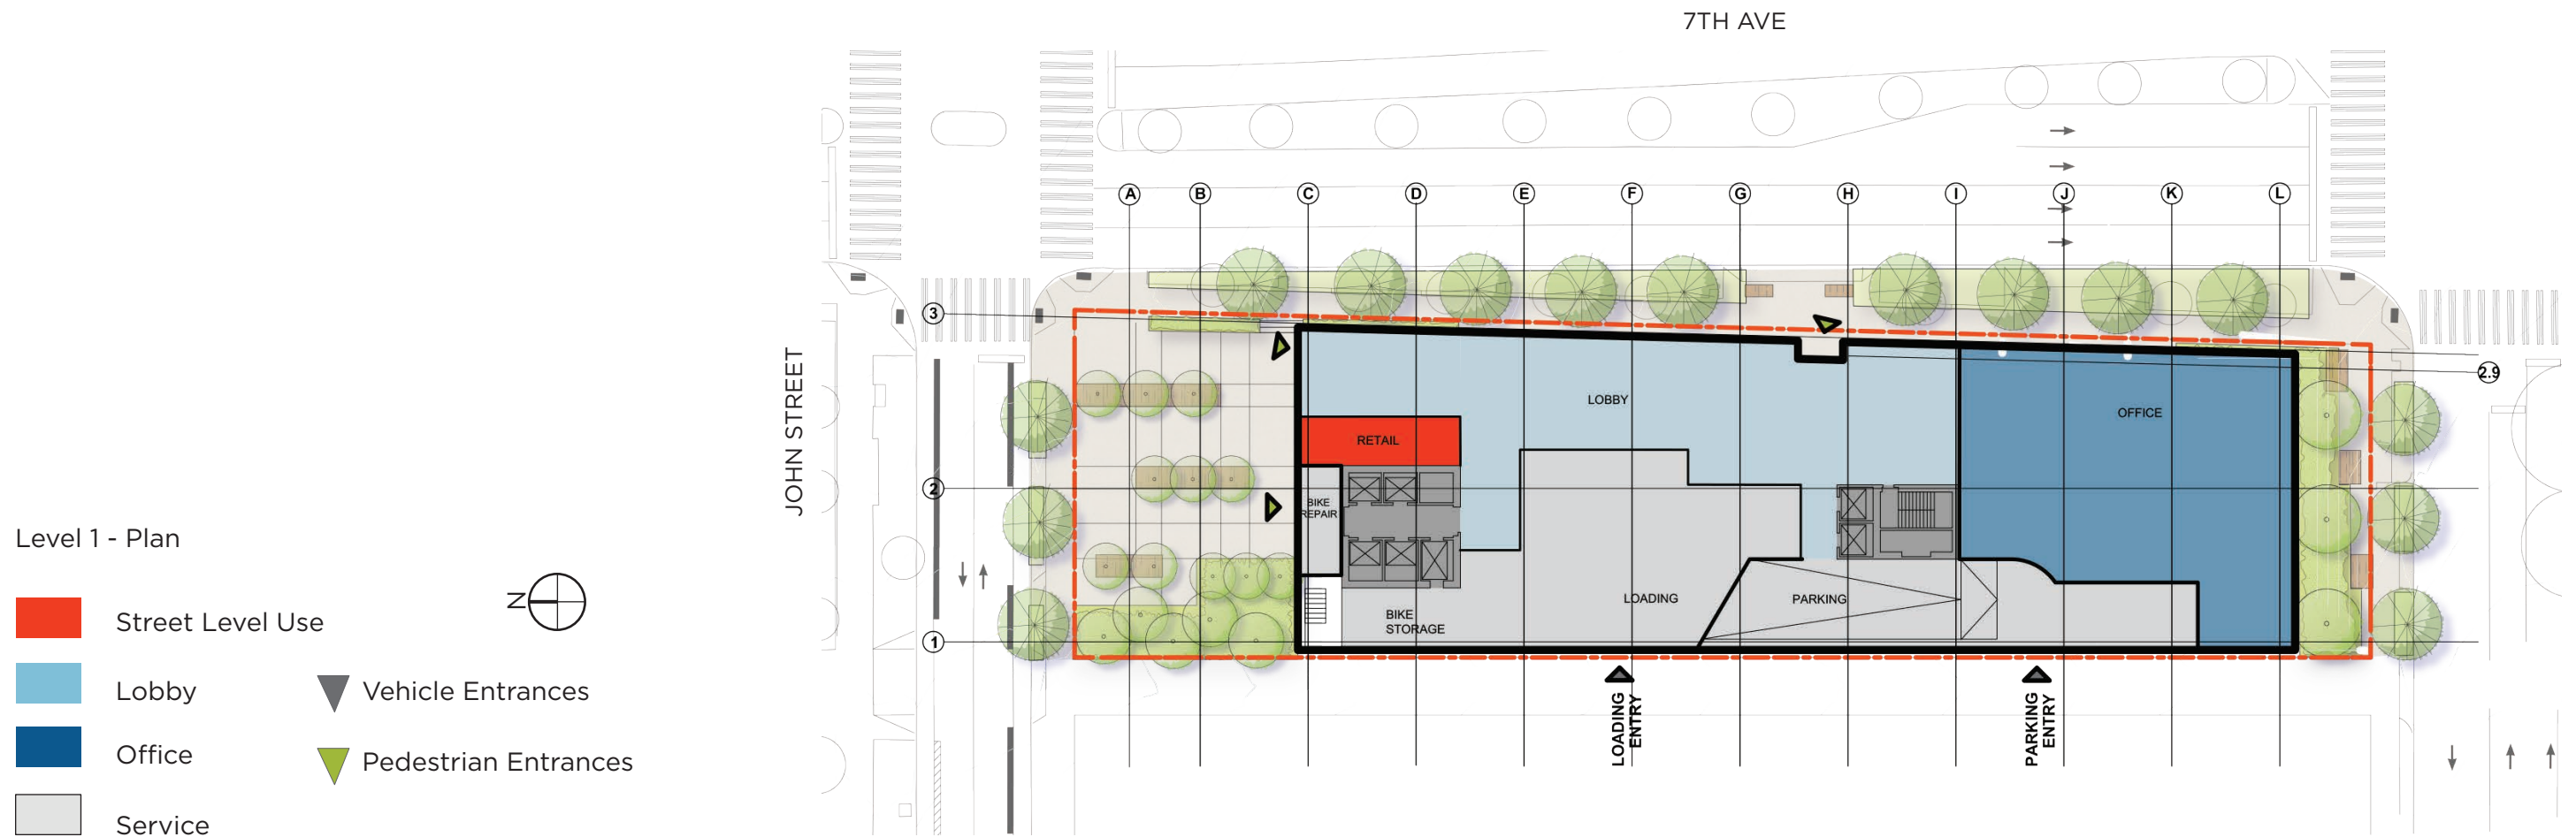 7TH AVE
A B C D E F G H I J K L
3
2.9
JOHN STREET
LOBBY
OFFICE
RETAIL
2
BIKE
REPAIR
Level 1 - Plan
N
LOADING
PARKING
BIKE
STORAGE
1
Street Level Use
Lobby
Vehicle Entrances
Office
Pedestrian Entrances
Service
LOADING
ENTRY
PARKING
ENTRY